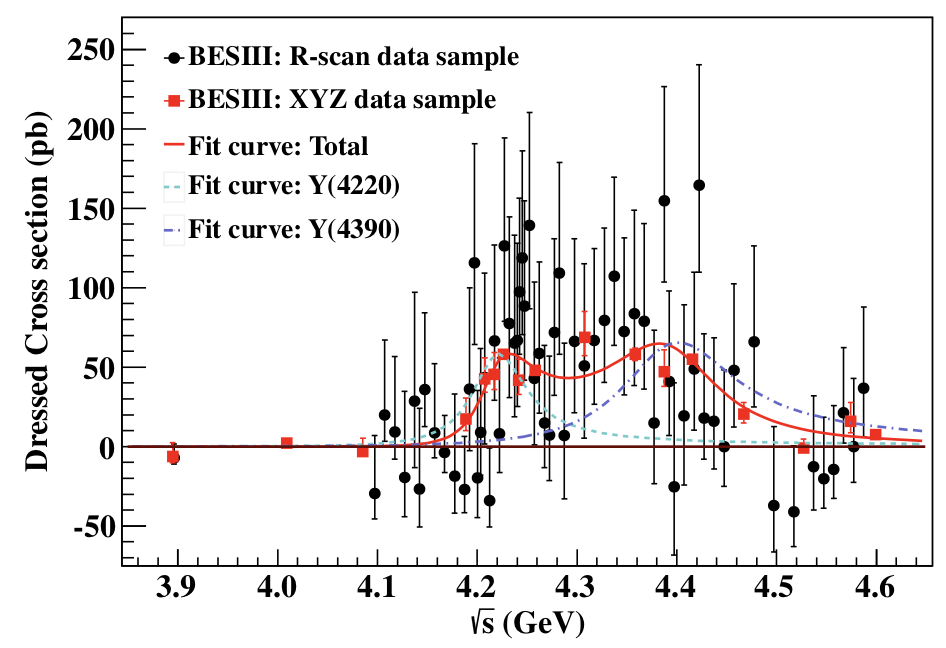 250
200
150
100
50
0
-50
Dressed Cross section (pb)
BESIII: R-scan data sample
BESIII: XYZ data sample
Fit curve: Total
Fit curve: Y(4220)
Fit curve: Y(4390)
3.9 4.0 4.1 4.2 4.3 4.4 4.5 4.6
√s (GeV)